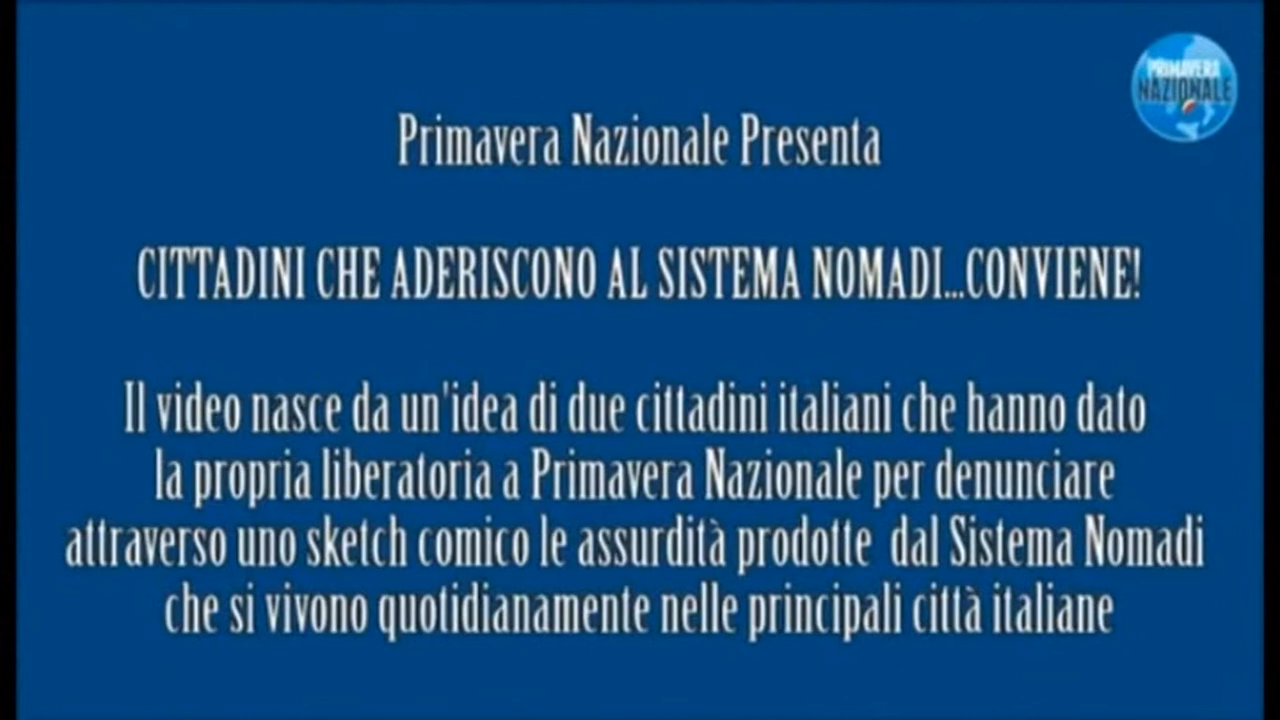 PRIMAVERA
NAZIONALE
Primavera Nazionale Presenta
CITTADINI CHE ADERISCONO AL SISTEMA NOMADI...CONVIENE!
Il video nasce da un'idea di due cittadini italiani che hanno dato
la propria liberatoria a Primavera Nazionale per denunciare
attraverso uno sketch comico le assurdità prodotte dal Sistema Nomadi
che si vivono quotidianamente nelle principali città italiane